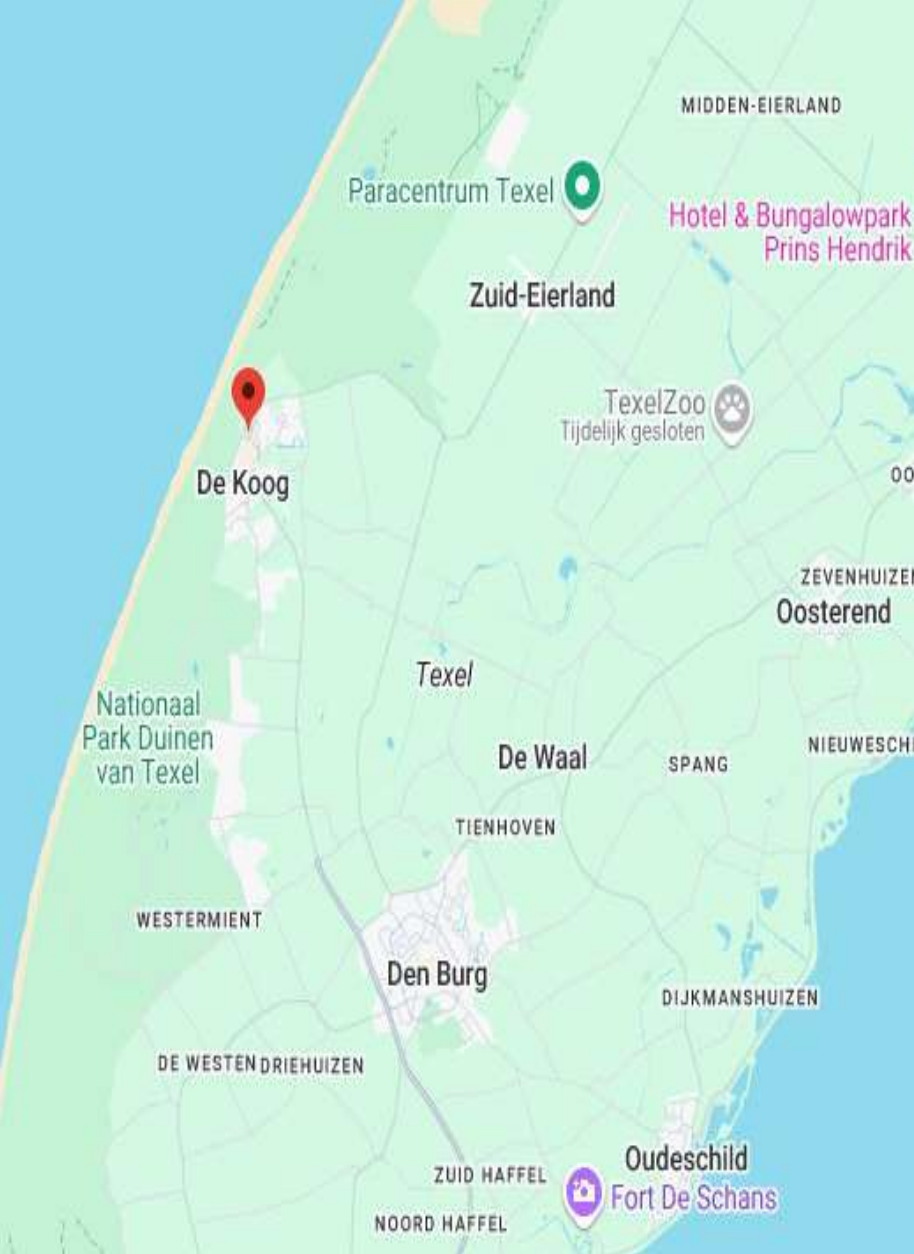 MIDDEN-EIERLAND
Paracentrum Texel
Hotel & Bungalowpark
Prins Hendrik
Zuid-Eierland
TexelZoo
Tijdelijk gesloten
De Koog
OO
ZEVENHUIZEN
Oosterend
Texel
Nationaal
Park Duinen
van Texel
NIEUWESCH
De Waal
SPANG
TIENHOVEN
WESTERMIENT
Den Burg
DIJKMANSHUIZEN
DE WESTEN
DRIEHUIZEN
Oudeschild
ZUID HAFFEL
Fort De Schans
NOORD HAFFEL